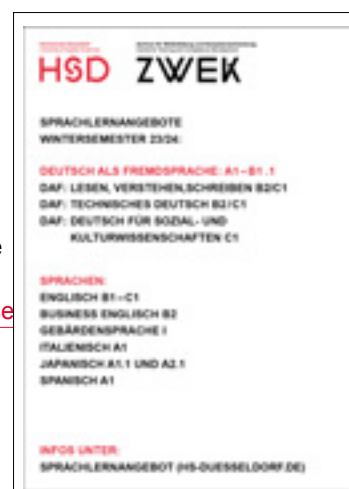 HSD ZWEK
SPRACHLERNANGEBOTE
WINTERSEMESTER 23/24:
DEUTSCH ALS FREMDSPRACHE: A1–B1.1
DAF: LESEN, VERSTEHEN,SCHREIBEN B2/C1
DAF: TECHNISCHES DEUTSCH B2/C1
DAF: DEUTSCH FÜR SOZIAL- UND
KULTURWISSENSCHAFTEN C1
SPRACHEN:
ENGLISCH B1–C1
BUSINESS ENGLISCH B2
GEBÄRDENSPRACHE I
ITALIENISCH A1
JAPANISCH A1.1 UND A2.1
SPANISCH A1
INFOS UNTER:
SPRACHLERNANGEBOT (HS-DUESSELDORF.DE)